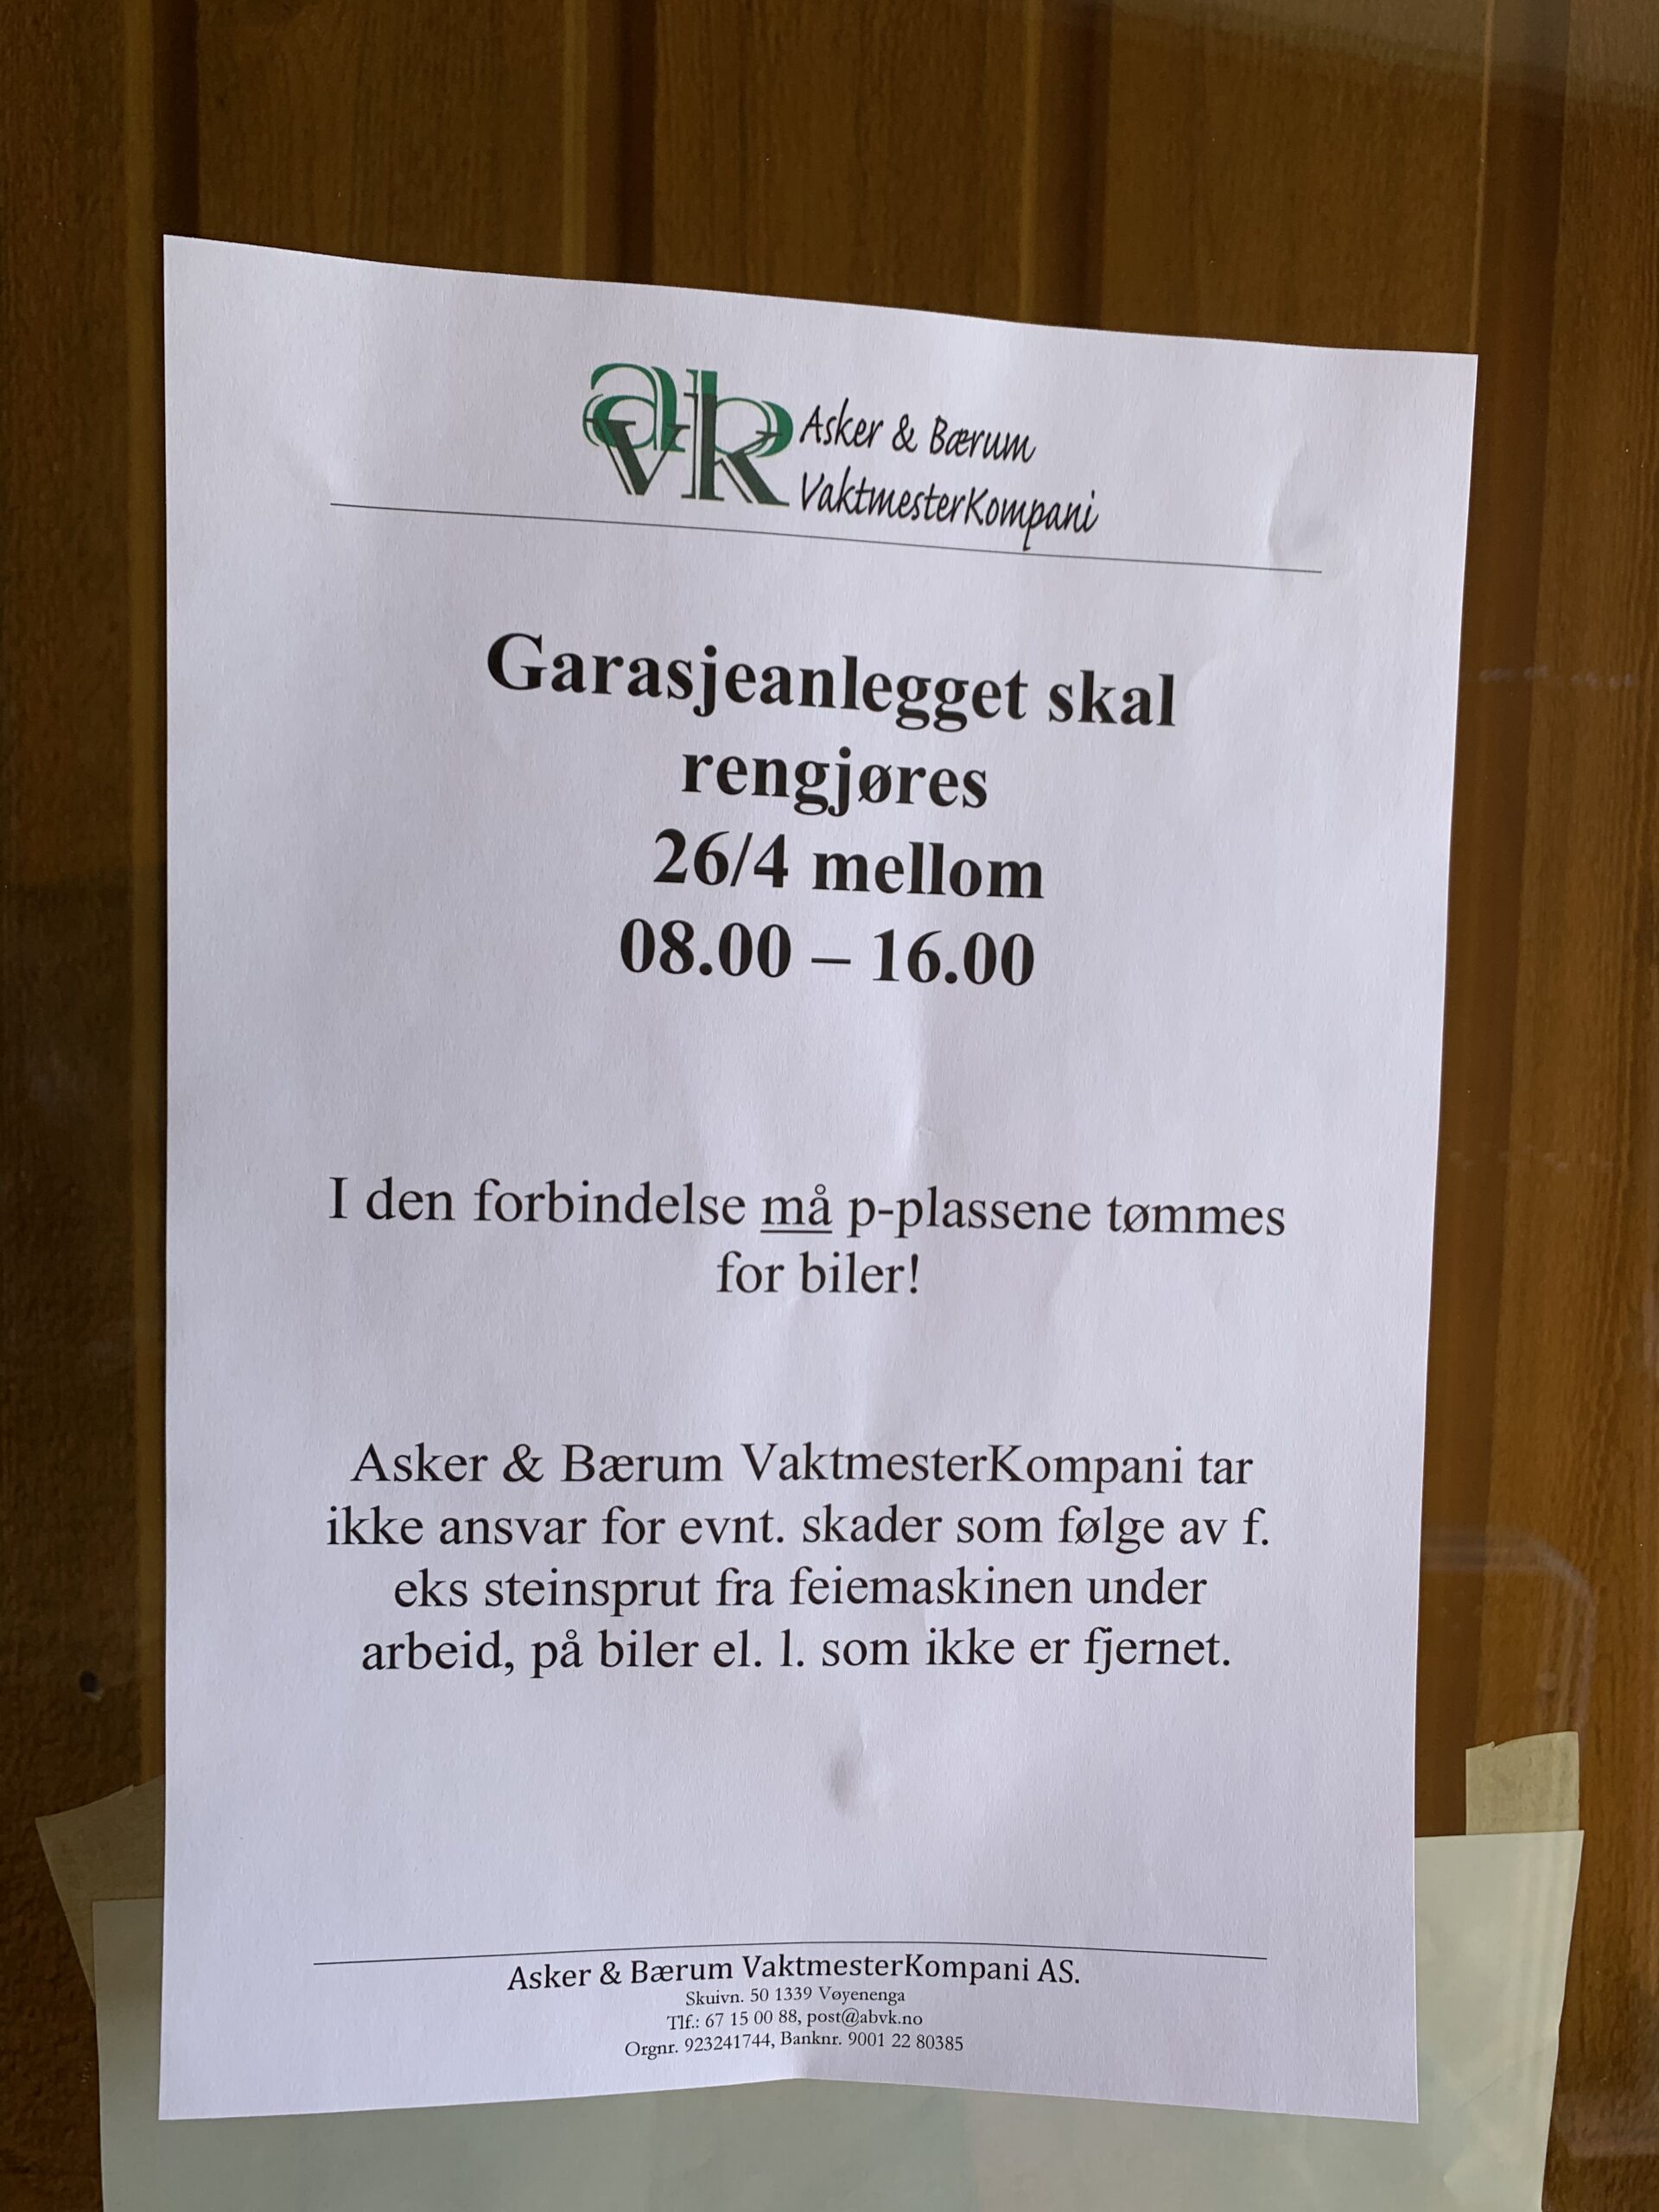 abvk Asker & Bærum
VaktmesterKompani
Garasjeanlegget skal
rengjøres
26/4 mellom
08.00 – 16.00
I den forbindelse må p-plassene tømmes
for biler!
Asker & Bærum VaktmesterKompani tar
ikke ansvar for evnt. skader som følge av f.
eks steinsprut fra feiemaskinen under
arbeid, på biler el. l. som ikke er fjernet.
Asker & Bærum VaktmesterKompani AS.
Skuivn. 50 1339 Vøyenenga
Tlf.: 67 15 00 88, post@abvk.no
Orgnr. 923241744, Banknr. 9001 22 80385